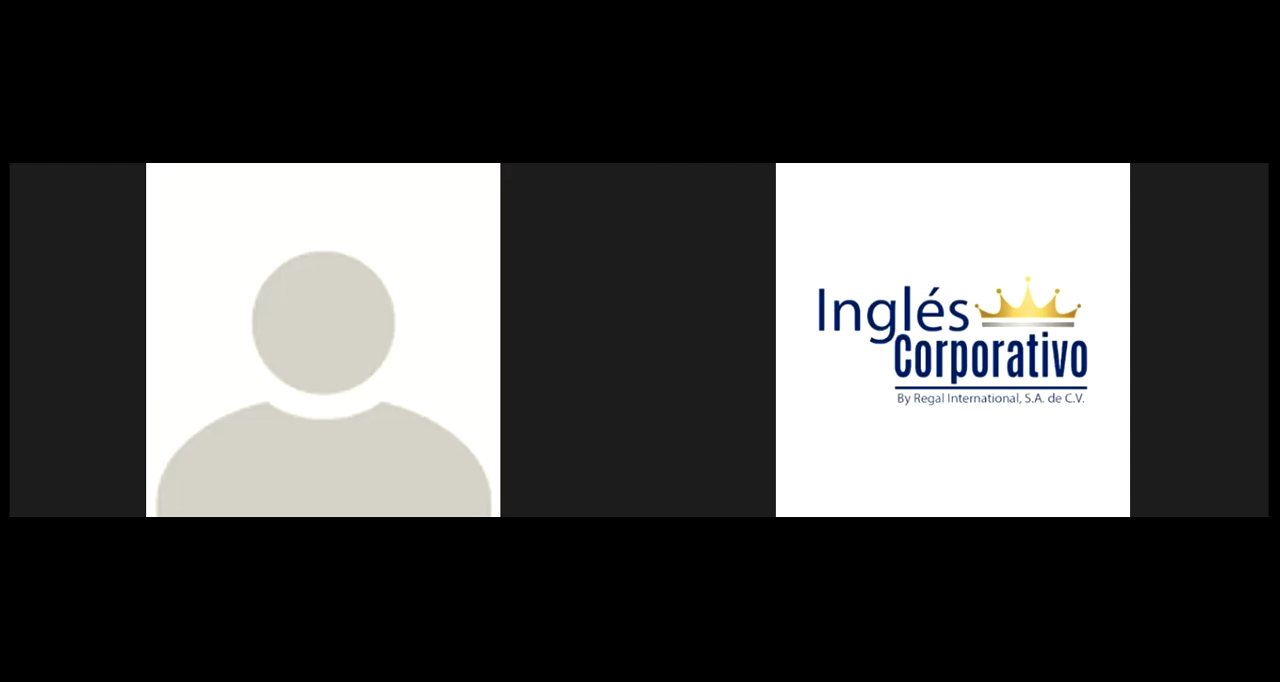 Inglés
Corporativo
By Regal International, S.A. de C.V.